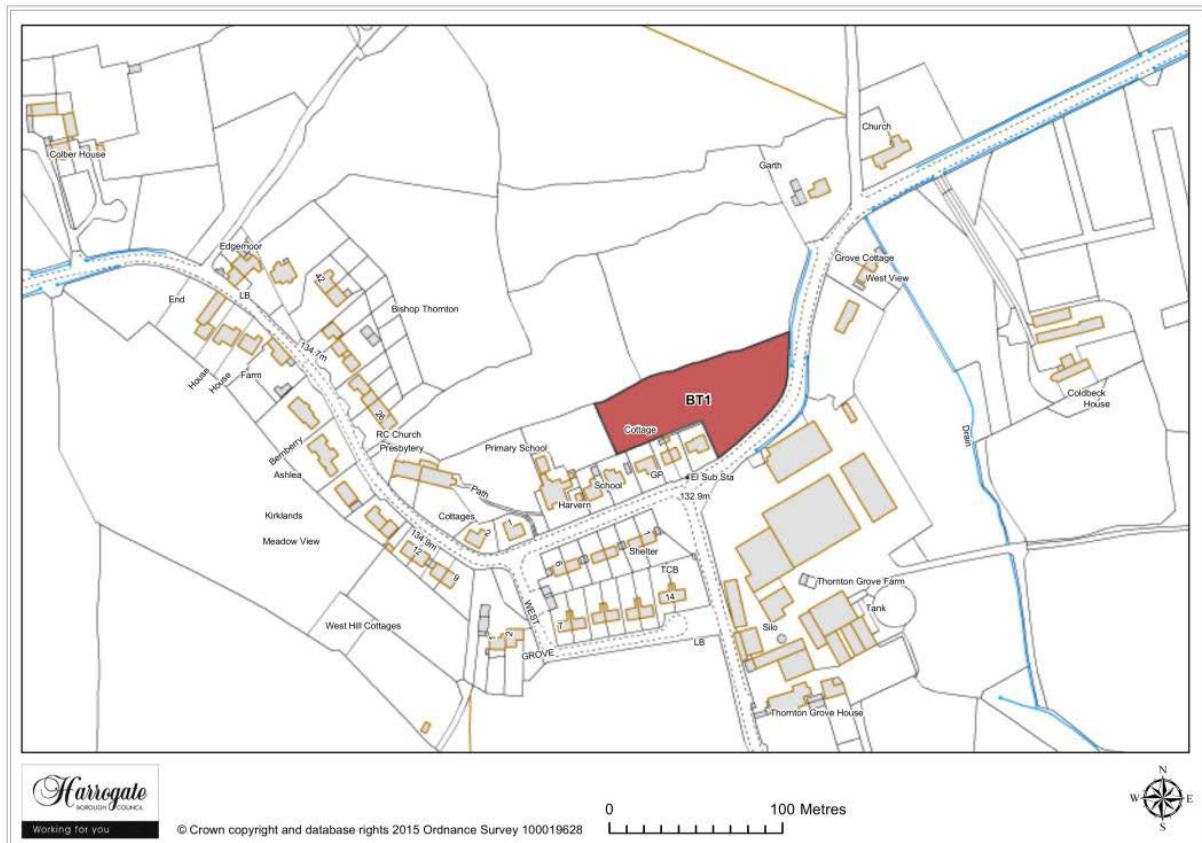 Church
Colber House
Garth
Edgemoor
Grove Cottage
West View
42
LB
End
Bishop Thornton
134.7m
House
House
Farm
Coldbeck
House
BT1
26
Cottage
RC Church
Presbytery
Primary School
Drain
Bemberry
Ashlea
GP
El Sub Sta
Path
School
132.9m
Harvern
Kirklands
Cottages
1
2
Meadow View
134.9m
12
9
7
Shelter
6
TCB
Thornton Grove Farm
14
Tank
WEST
West Hill Cottages
Silo
1
2
LB
GROVE
Thornton Grove House
Harrogate
BOROUGH COUNCIL
Working for you
© Crown copyright and database rights 2015 Ordnance Survey 100019628
0
100 Metres
N
W
E
S